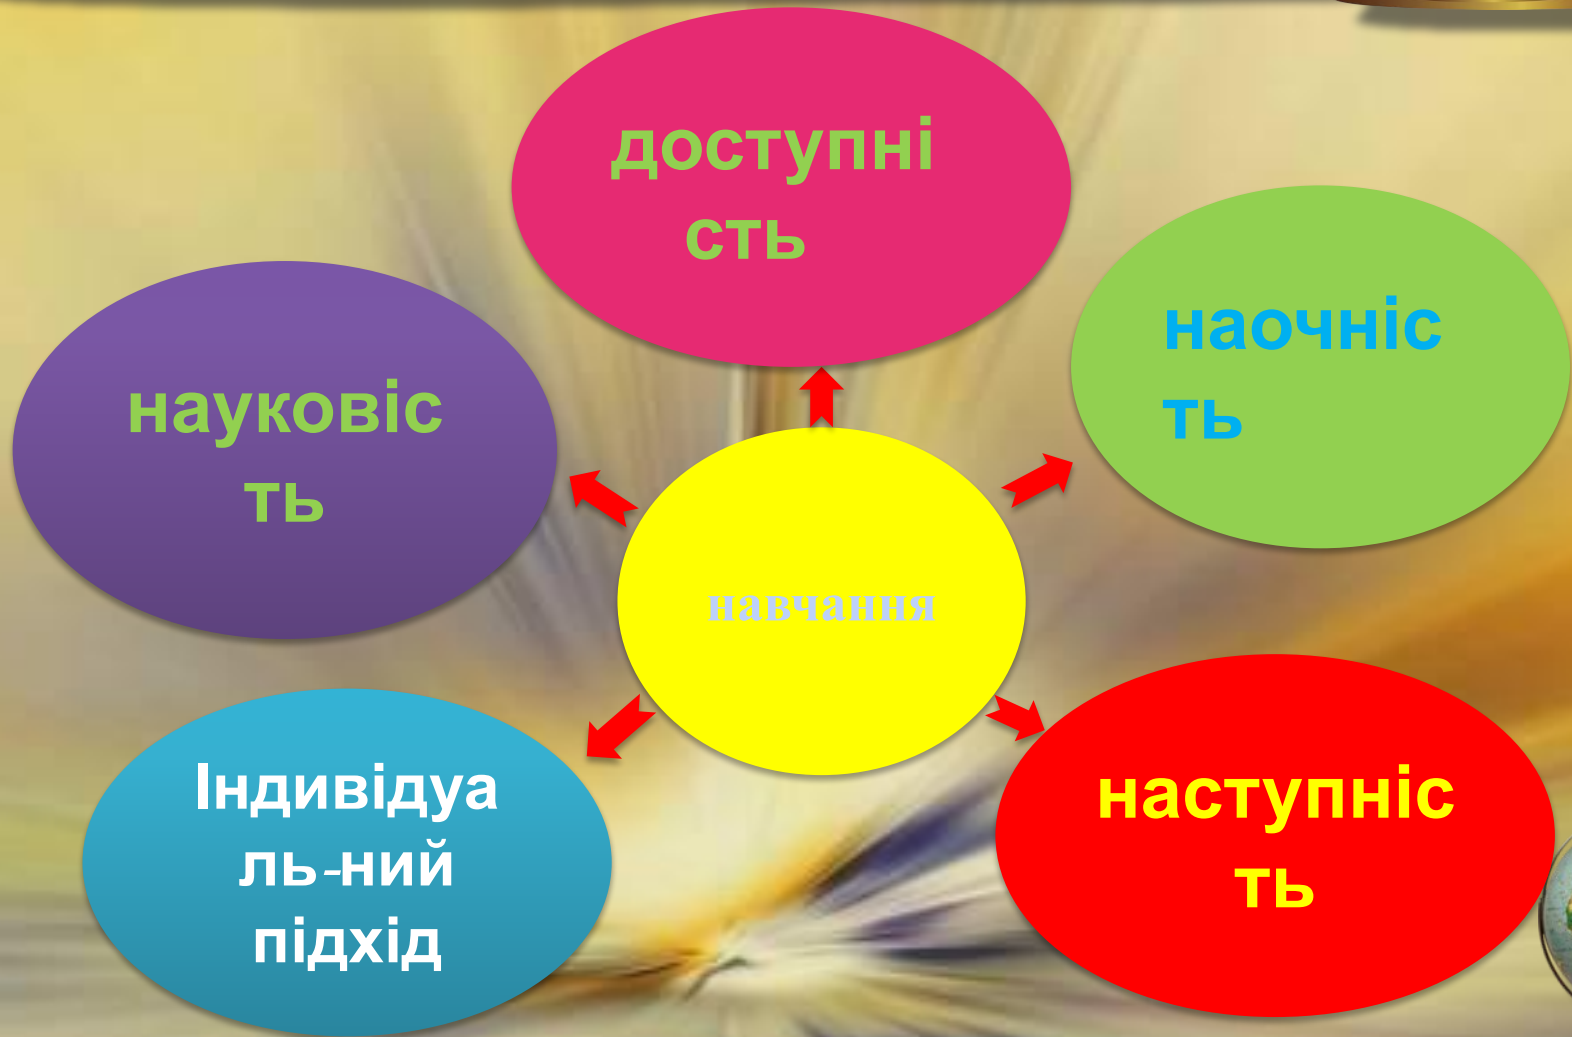 доступні
сть
наочніс
ть
науковіс
ть
навчання
Індивідуа
ль-ний
підхід
наступніс
ть